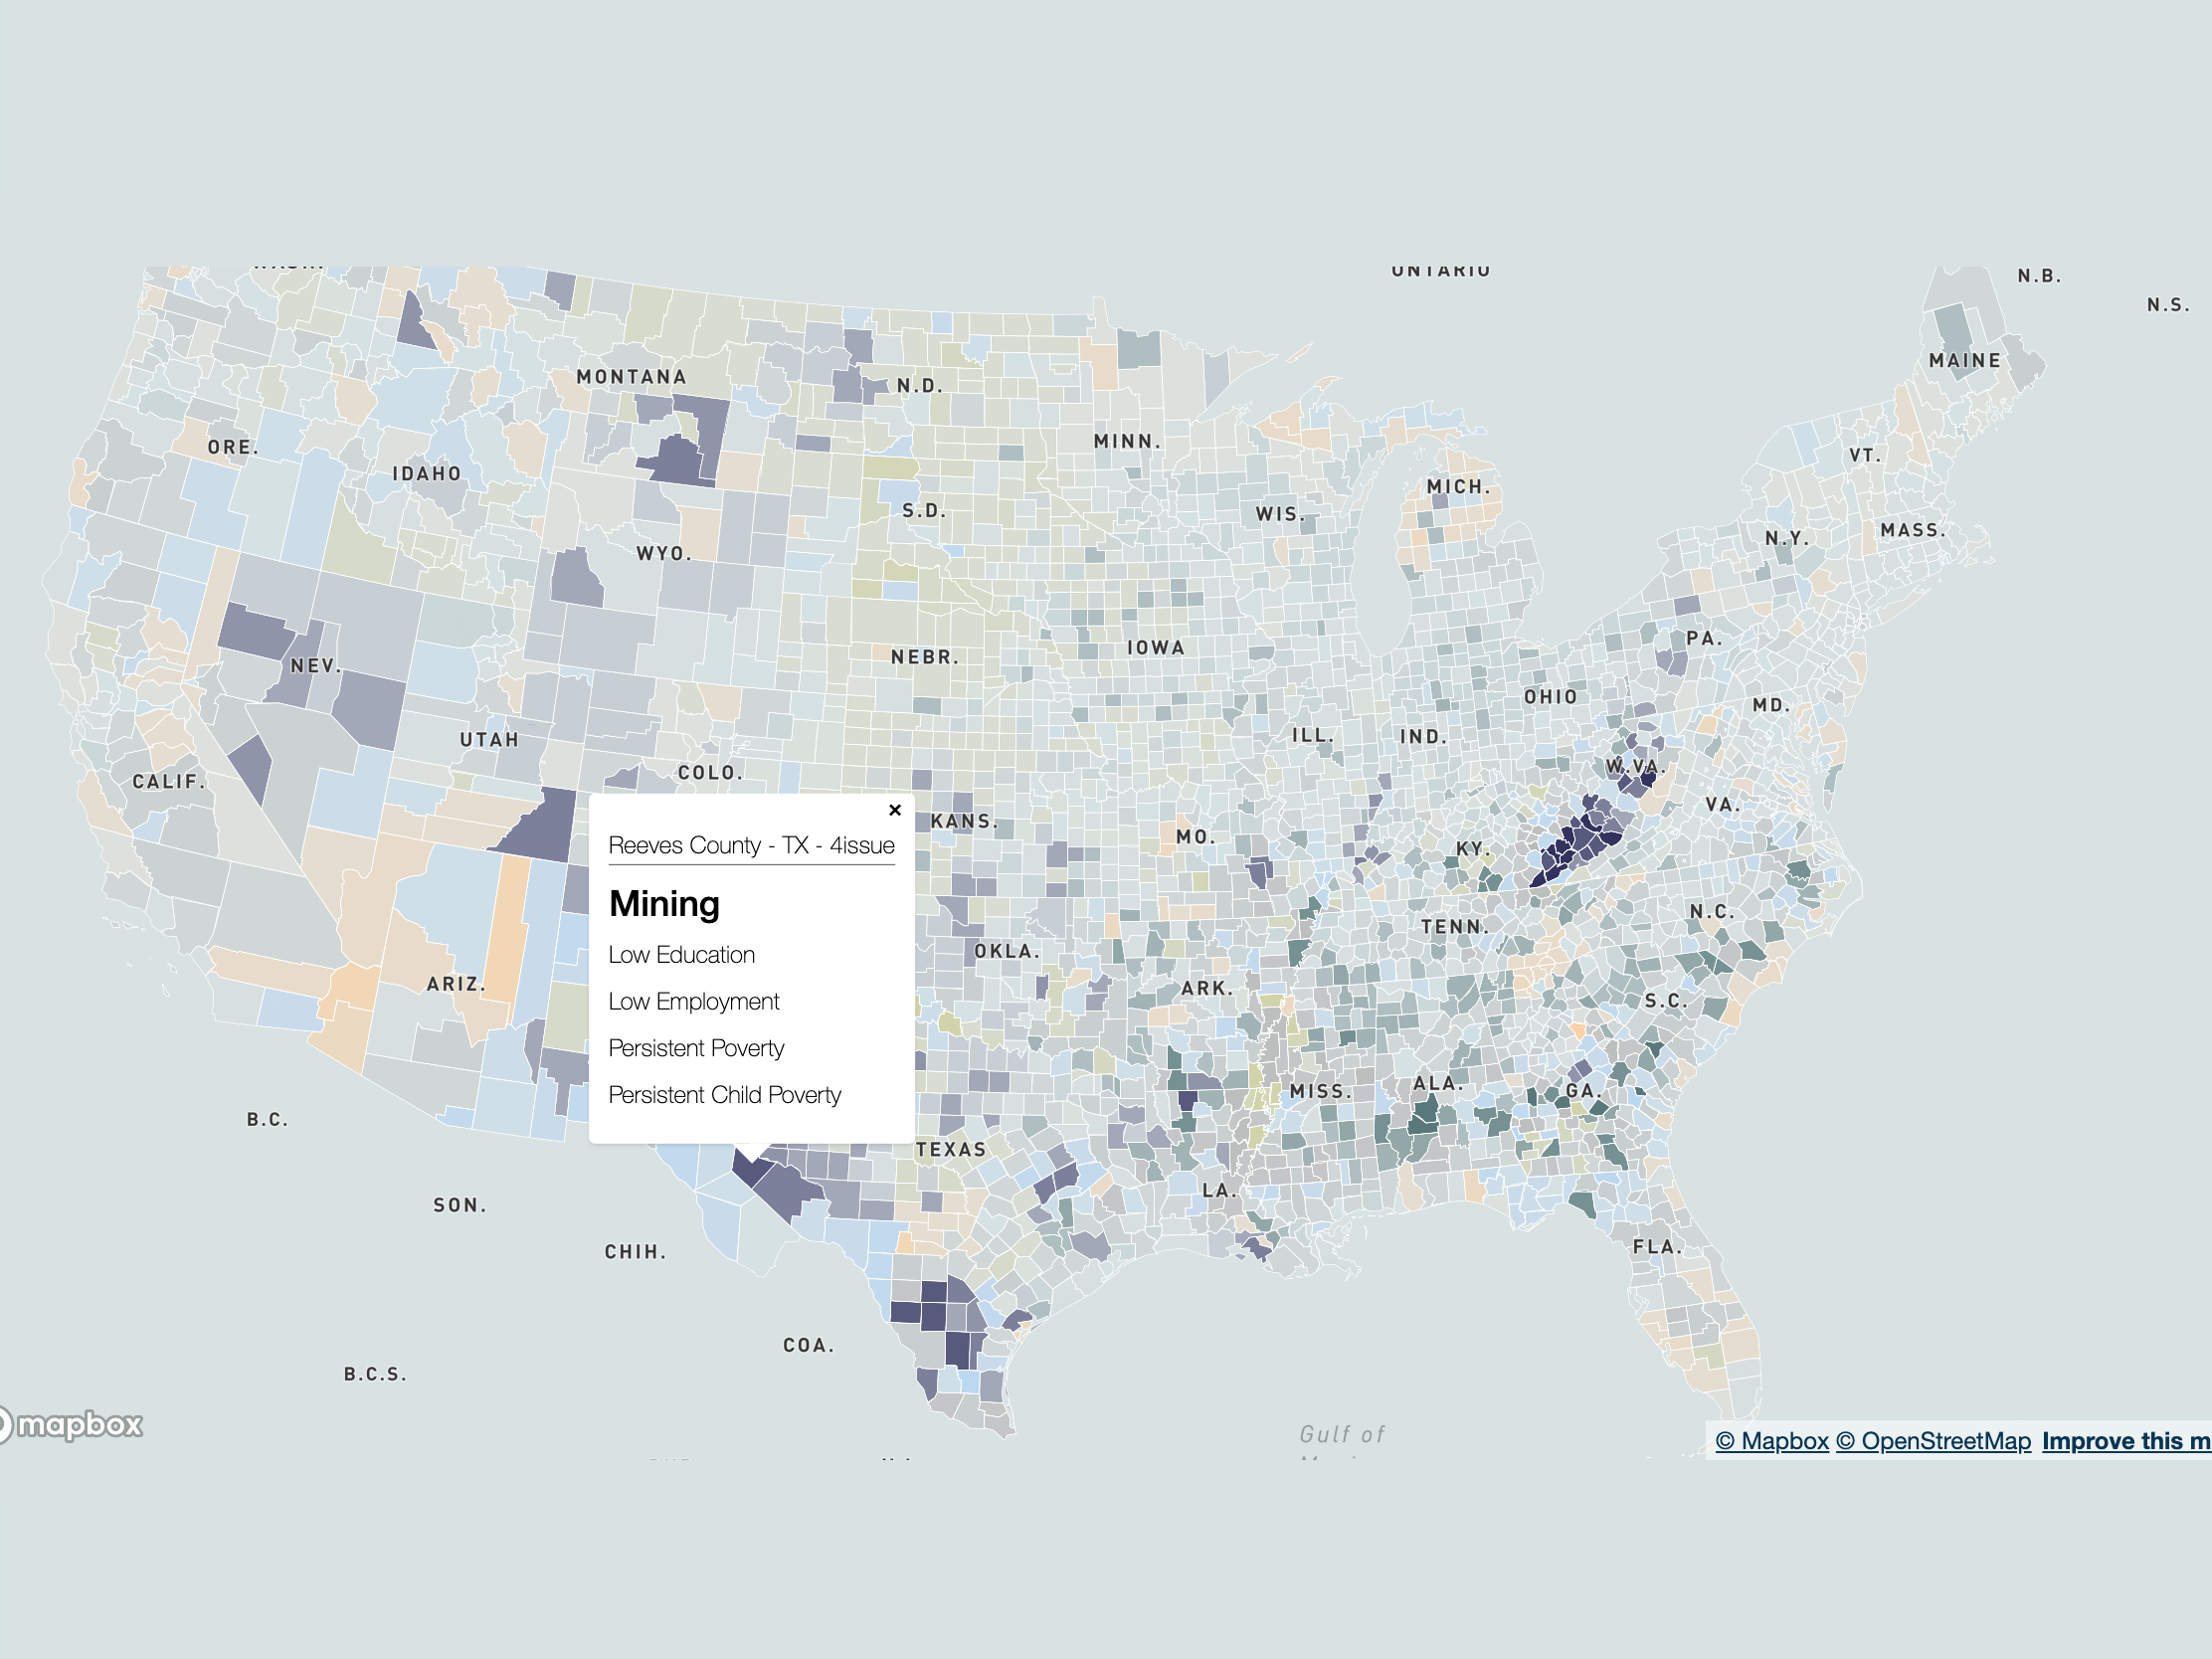 ONTARIO
N.B.
N.S.
MAINE
MONTANA
N.D.
ORE.
IDAHO
MINN.
VT.
MICH.
S.D.
WIS.
MASS.
N.Y.
WYO.
IOWA
PA.
NEV.
NEBR.
OHIO
MD.
UTAH
ILL.
IND.
CALIF.
COLO.
W.VA.
VA.
KANS.
MO.
KY.
×
Reeves County - TX - 4issue
Mining
Low Education
Low Employment
Persistent Poverty
Persistent Child Poverty
N.C.
TENN.
OKLA.
ARIZ.
ARK.
S.C.
MISS.
ALA.
GA.
B.C.
TEXAS
LA.
SON.
CHIH.
FLA.
COA.
B.C.S.
mapbox
Gulf of
© Mapbox © OpenStreetMap Improve this m